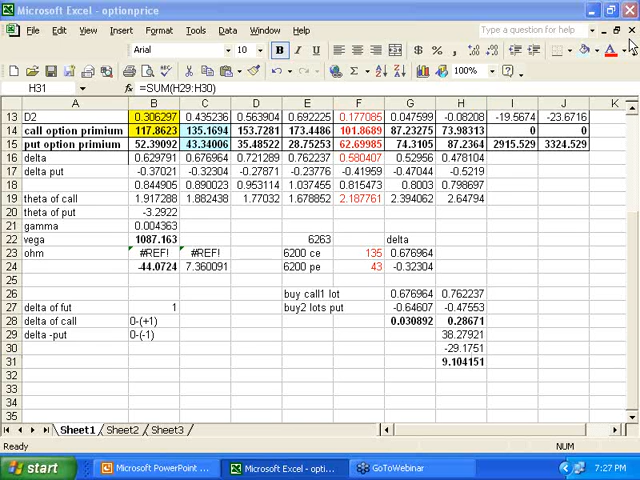 Microsoft Excel - optionprice
File Edit View Insert Format Tools Data Window Help Type a question for help
Arial 10 B I U $ %
Σ 100%
H31 fx =SUM(H29:H30)
A B C D E F G H I J K
13 D2 0.306297 0.435236 0.563904 0.692225 0.177085 0.047599 -0.08208 -19.5674 -23.6716
14 call option primium 117.8623 135.1694 153.7281 173.4486 101.8689 87.23275 73.98313 0 0
15 put option primium 52.39092 43.34006 35.48522 28.75253 62.69985 74.3105 87.2364 2915.529 3324.529
16 delta 0.629791 0.676964 0.721289 0.762237 0.580407 0.52956 0.478104
17 delta put -0.37021 -0.32304 -0.27871 -0.23776 -0.41959 -0.47044 -0.5219
18 0.844905 0.890023 0.953114 1.037455 0.815473 0.8003 0.798697
19 theta of call 1.917288 1.882438 1.77032 1.678852 2.187761 2.394062 2.64794
20 theta of put -3.2922
21 gamma 0.004363
22 vega 1087.163 6263 delta
23 ohm #REF! #REF! 6200 ce 135 0.676964
24 -44.0724 7.360091 6200 pe 43 -0.32304
25
26 buy call1 lot 0.676964 0.762237
27 delta of fut 1 buy2 lots put -0.64607 -0.47553
28 delta of call 0-(+1) 0.030892 0.28671
29 delta -put 0-(-1) 38.27921
30 -29.1751
31 9.104151
32
33
34
35
Sheet1 Sheet2 Sheet3
Ready NUM
start Microsoft PowerPoint ... Microsoft Excel - opti... GoToWebinar 7:27 PM